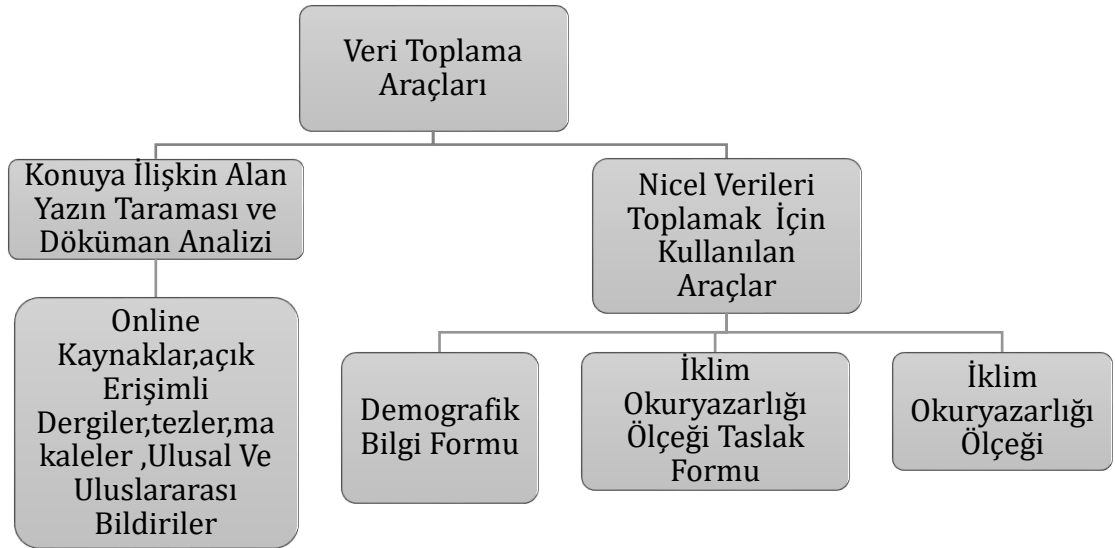 Veri Toplama
Araçları
Konuya İlişkin Alan
Yazın Taraması ve
Döküman Analizi
Nicel Verileri
Toplamak İçin
Kullanılan
Araçlar
Online
Kaynaklar,açık
Erişimli
Dergiler,tezler,ma
kaleler ,Ulusal Ve
Uluslararası
Bildiriler
Demografik
Bilgi Formu
İklim
Okuryazarlığı
Ölçeği Taslak
Formu
İklim
Okuryazarlığı
Ölçeği